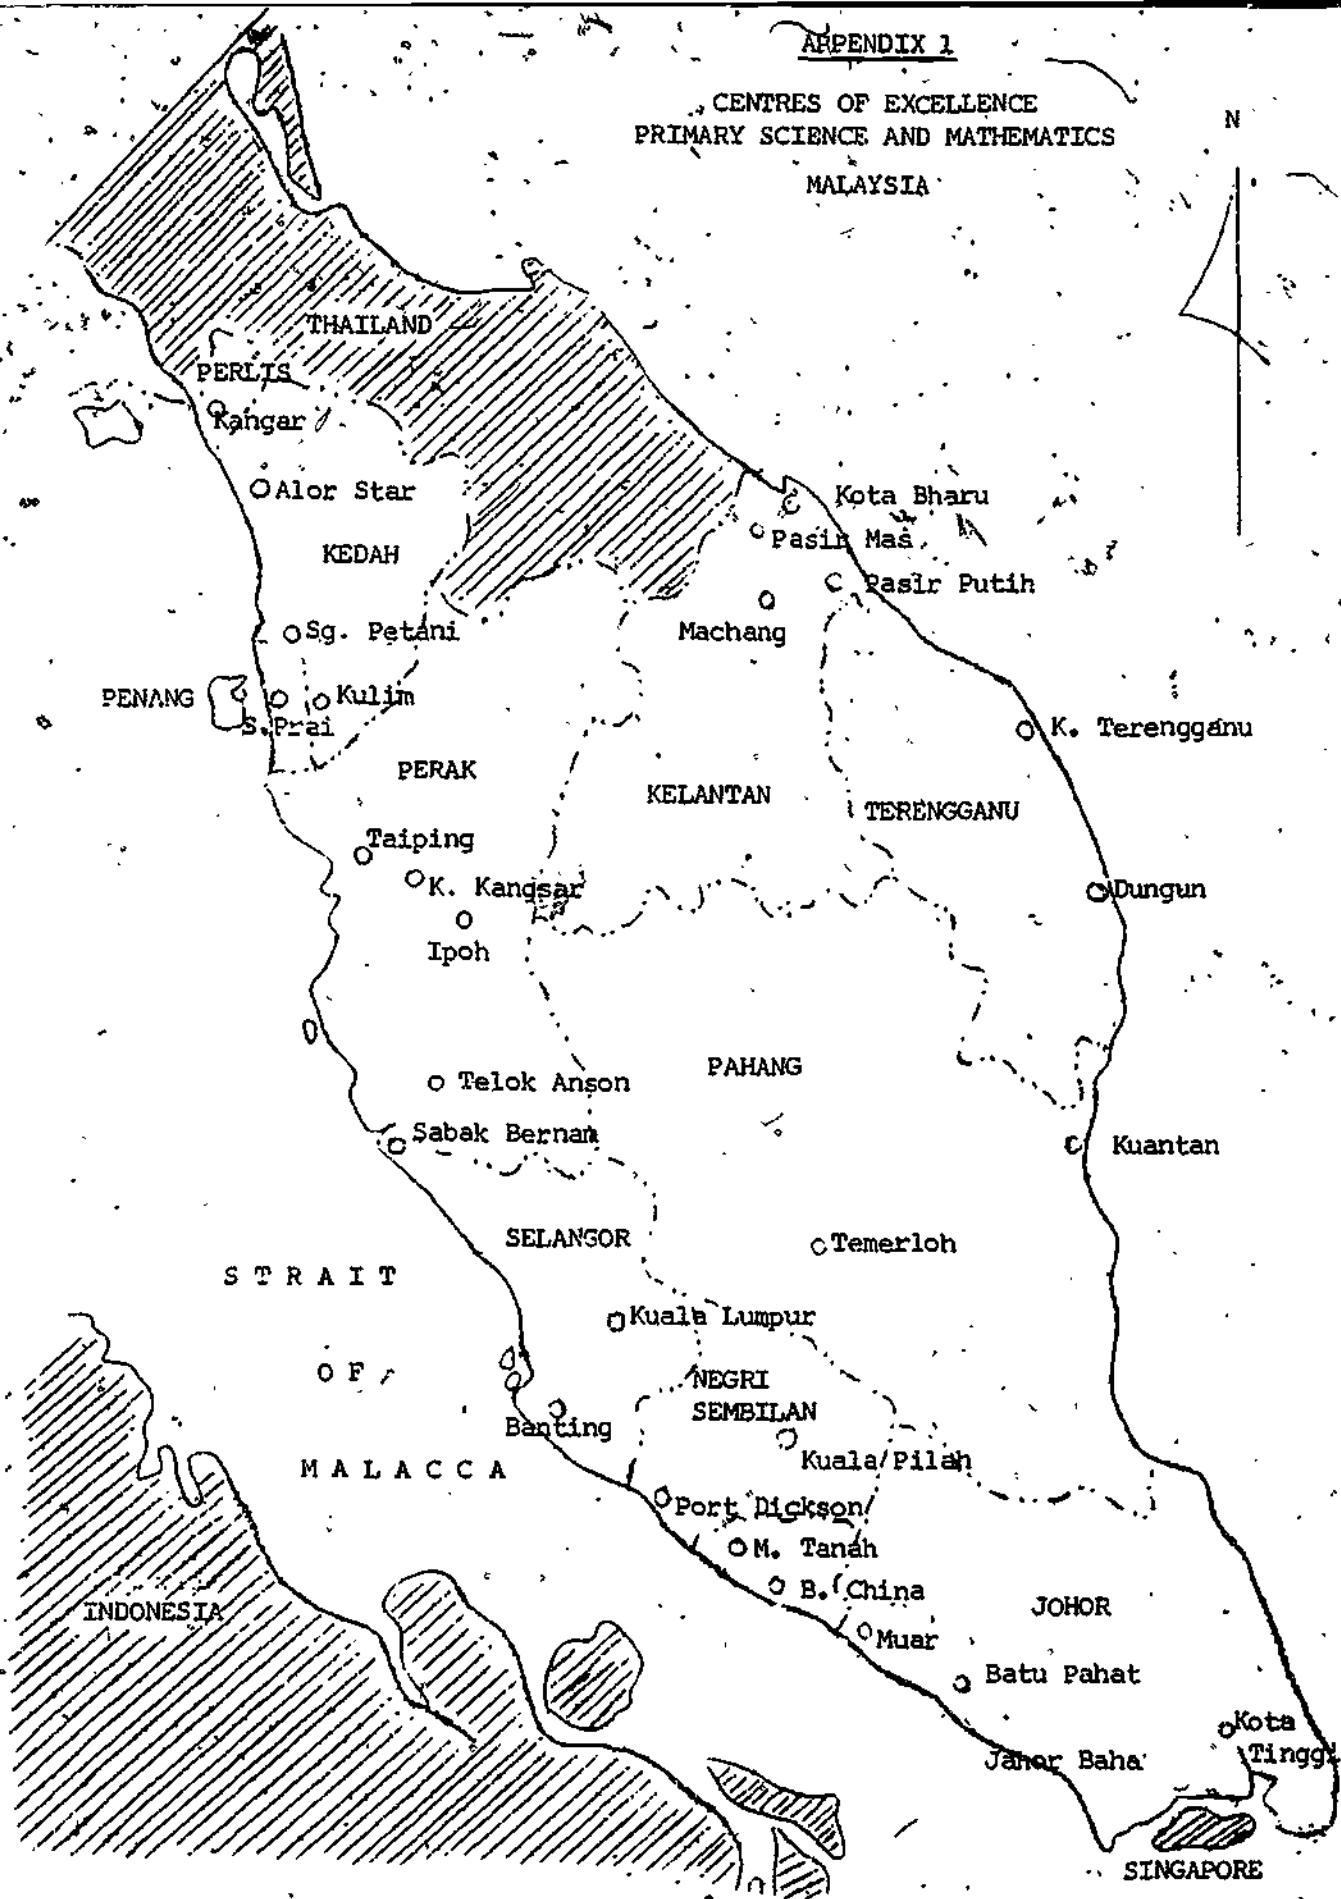 APPENDIX 1
CENTRES OF EXCELLENCE
PRIMARY SCIENCE AND MATHEMATICS
MALAYSIA
N
THAILAND
PERLIS
Kangar
Alor Star
KEDAH
Kota Bharu
Pasir Mas
Pasir Putih
Machang
Sg. Petani
PENANG
Kulim
S.Prai
K. Terengganu
PERAK
KELANTAN
TERENGGANU
Taiping
K. Kangsar
Dungun
Ipoh
PAHANG
Telok Anson
Sabak Bernam
Kuantan
SELANGOR
Temerloh
STRAIT
Kuala Lumpur
OF
NEGRI
SEMBILAN
Banting
Kuala Pilah
MALACCA
Port Dickson
M. Tanah
B. China
INDONESIA
JOHOR
Muar
Batu Pahat
Kota
Tinggi
Johor Baha
SINGAPORE